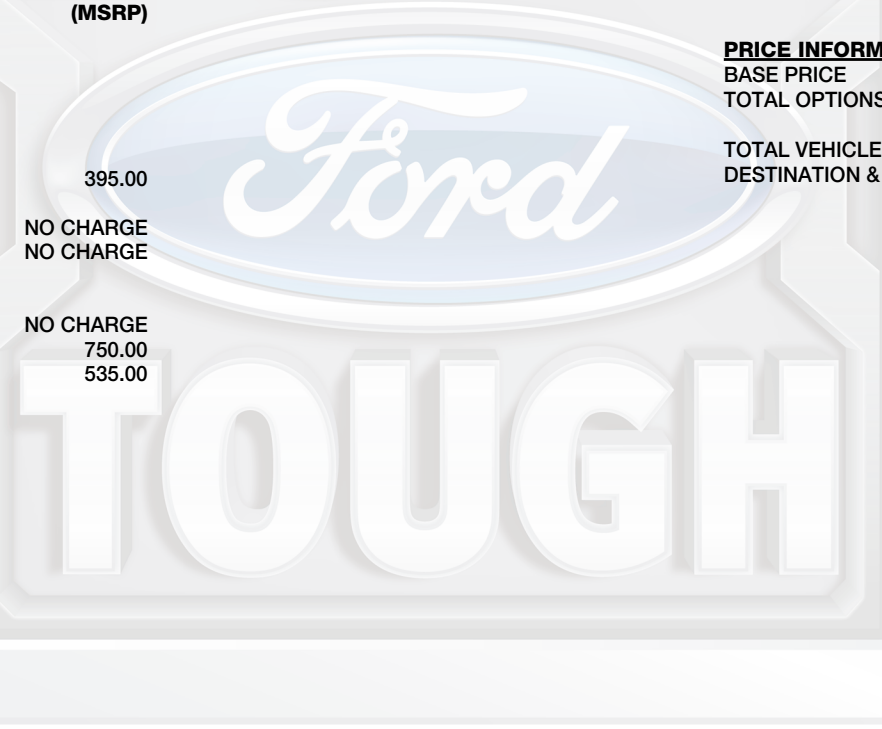 (MSRP)
395.00
NO CHARGE
NO CHARGE
NO CHARGE
750.00
535.00
PRICE INFORM
BASE PRICE
TOTAL OPTIONS
TOTAL VEHICLE
DESTINATION &
Ford
TOUGH